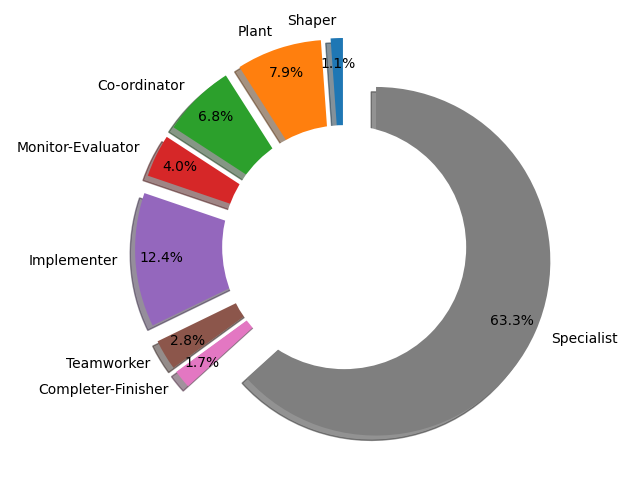 Shaper
1.1%
Plant
7.9%
Co-ordinator
6.8%
Monitor-Evaluator
4.0%
Implementer
12.4%
Teamworker
2.8%
Completer-Finisher
1.7%
Specialist
63.3%